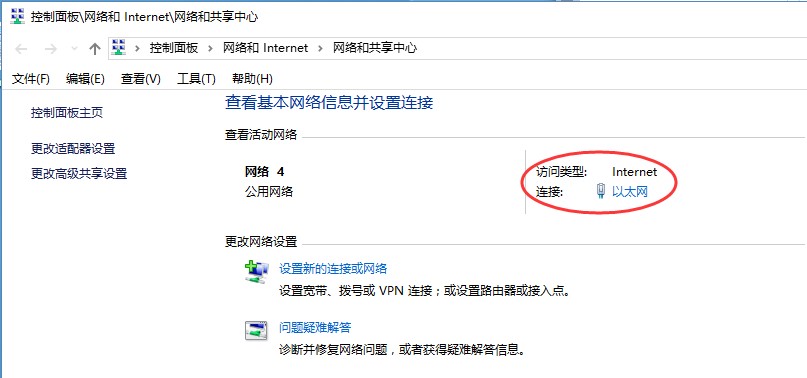 控制面板\网络和 Internet\网络和共享中心
控制面板 > 网络和 Internet > 网络和共享中心
文件(F) 编辑(E) 查看(V) 工具(T) 帮助(H)
控制面板主页
更改适配器设置
更改高级共享设置
查看基本网络信息并设置连接
查看活动网络
网络 4
公用网络
访问类型: Internet
连接: 以太网
更改网络设置
设置新的连接或网络
设置宽带、拨号或 VPN 连接；或设置路由器或接入点。
问题疑难解答
诊断并修复网络问题，或者获得疑难解答信息。